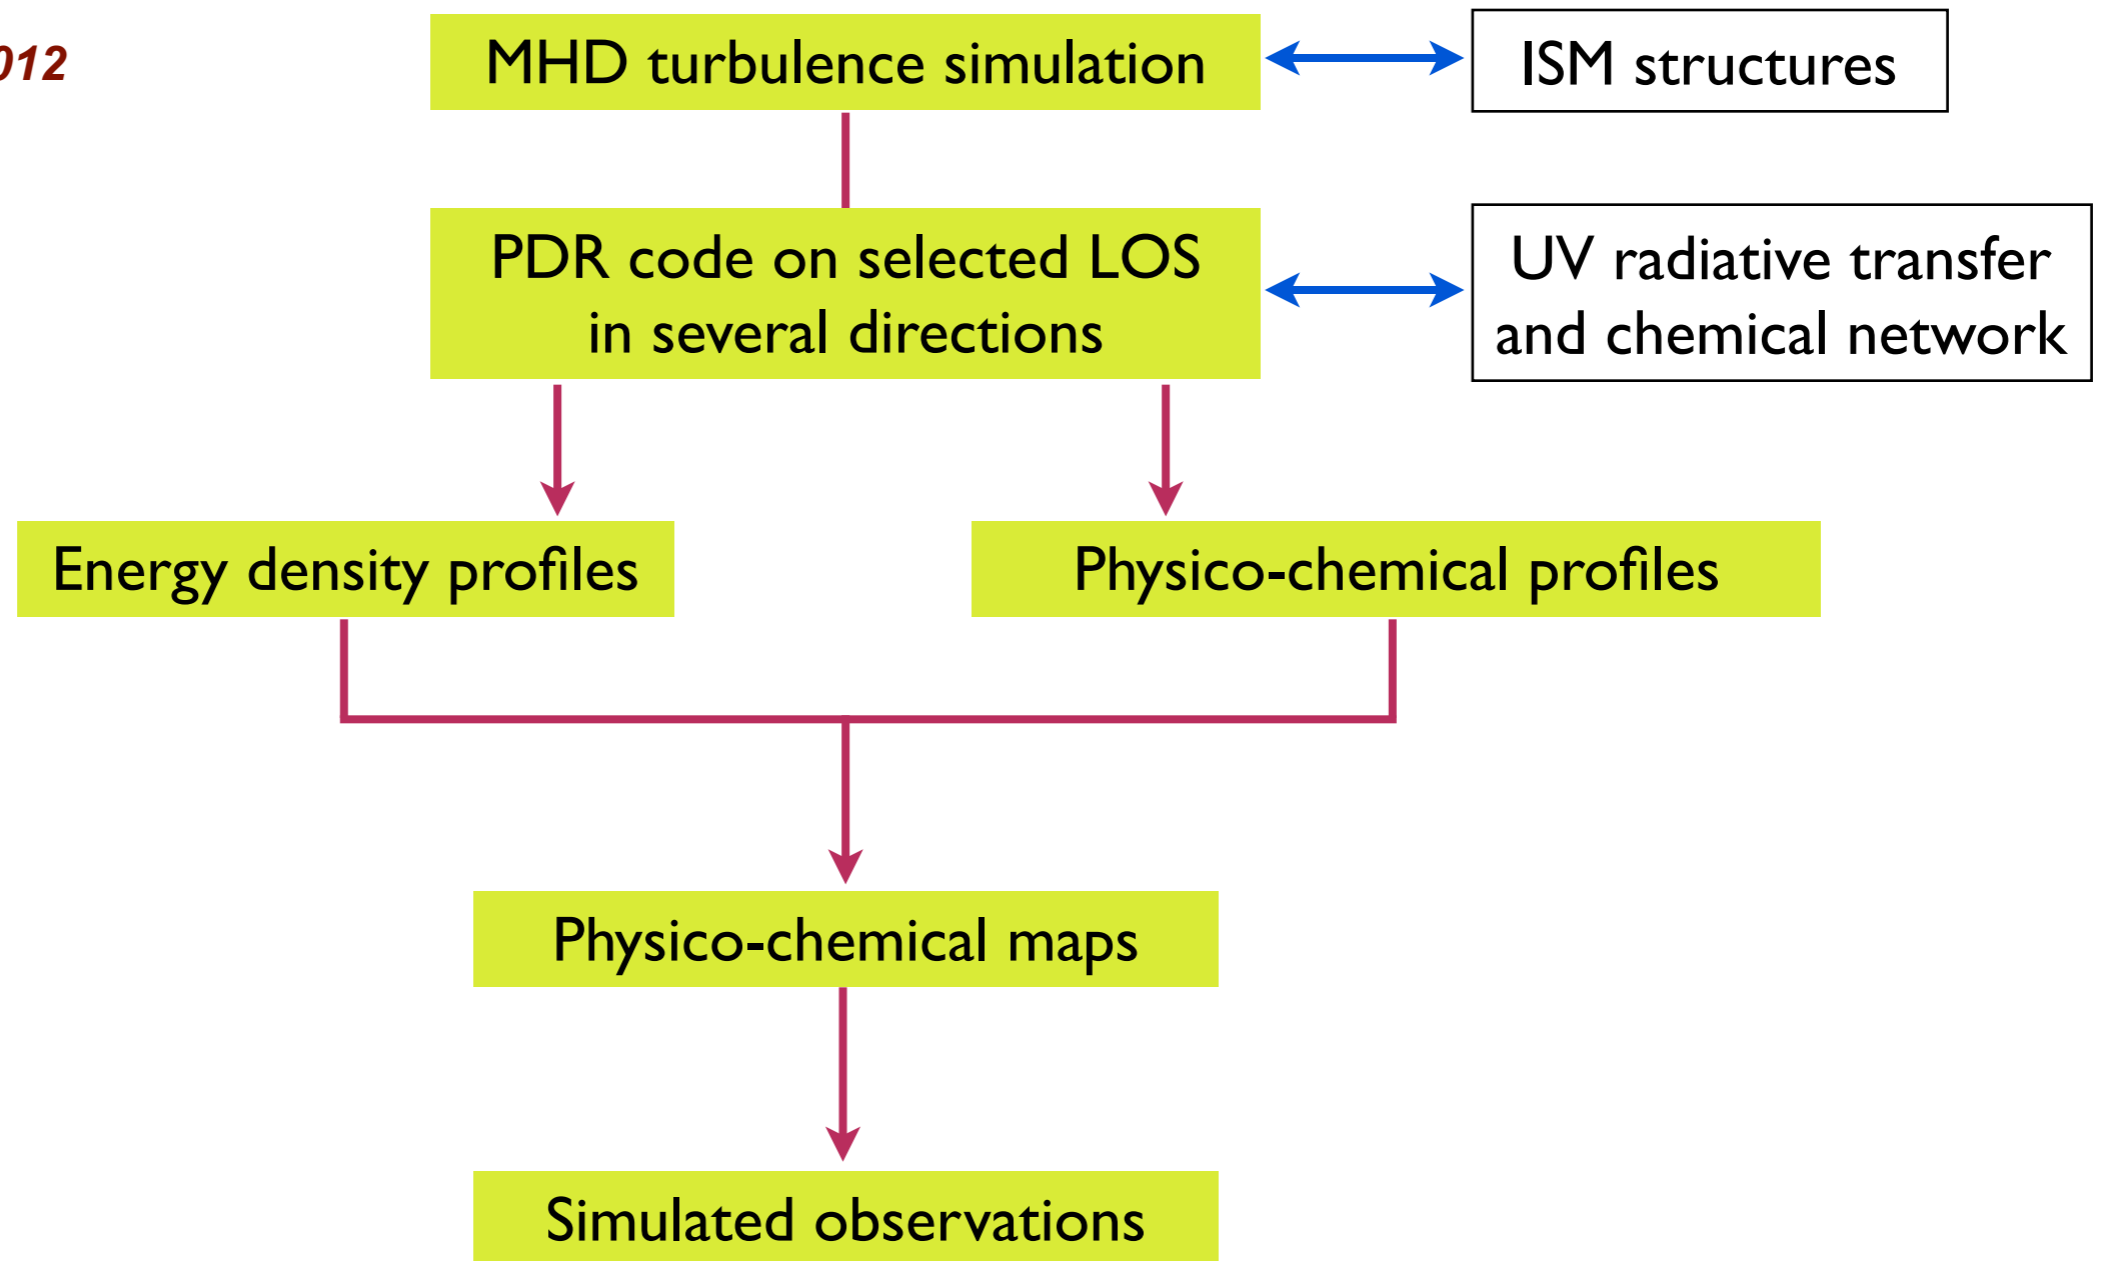 012
MHD turbulence simulation
ISM structures
PDR code on selected LOS
in several directions
UV radiative transfer
and chemical network
Energy density profiles
Physico-chemical profiles
Physico-chemical maps
Simulated observations